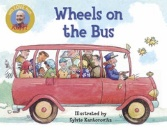 Wheels on
the Bus
Illustrated by
Sylvie Kantorovitz